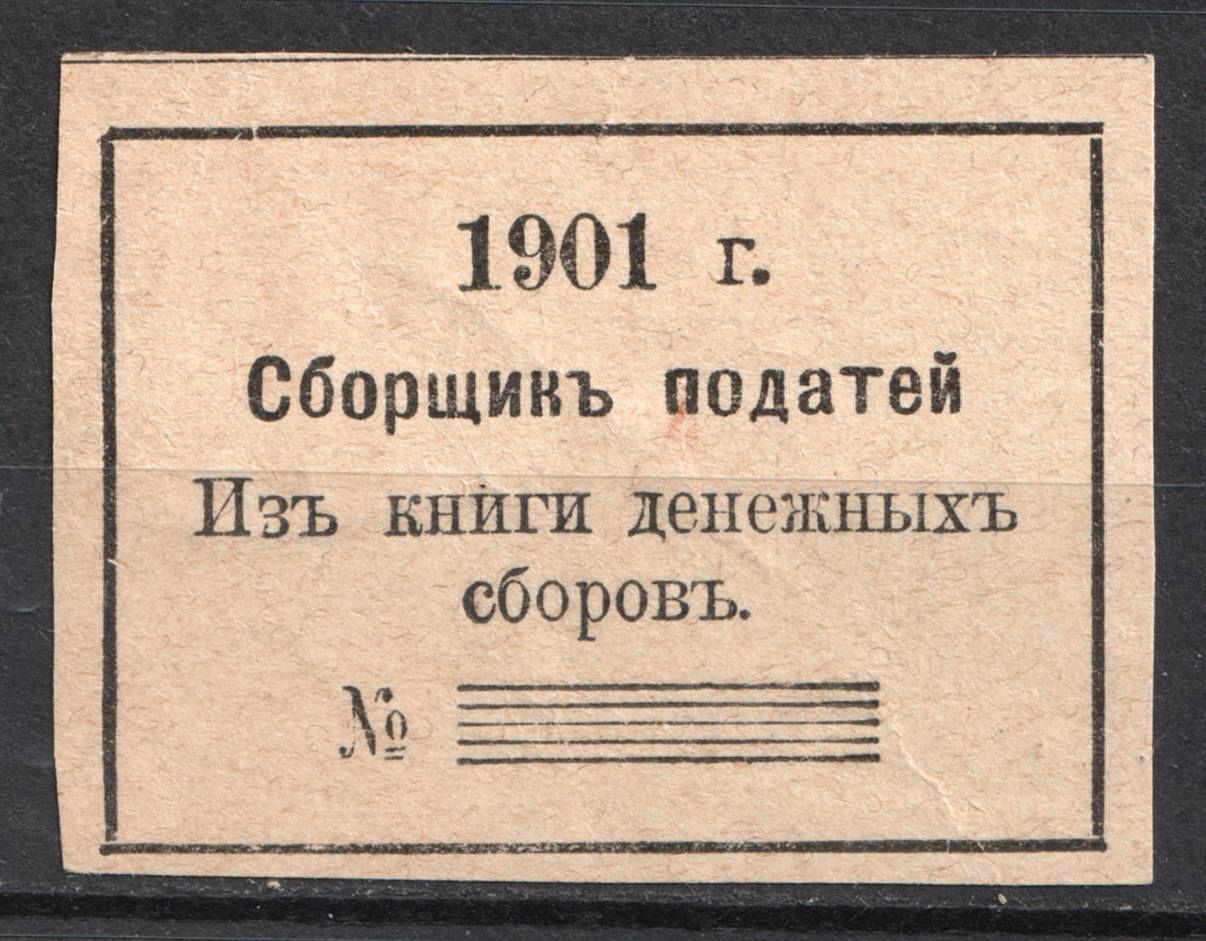 1901 г.
Сборщикъ податей
Изъ книги денежныхъ
сборовъ.
№